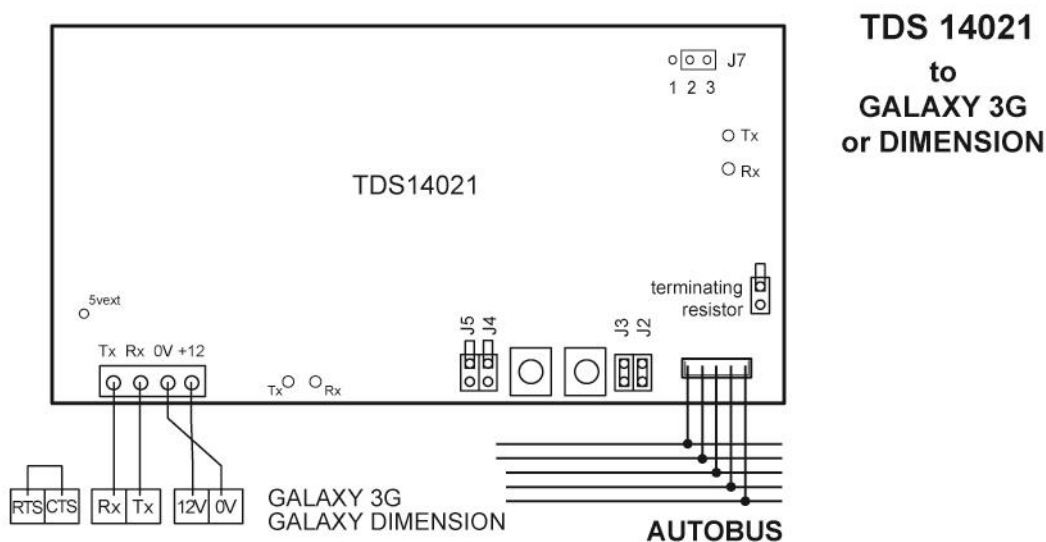 TDS 14021
to
GALAXY 3G
or DIMENSION
J7
1 2 3
Tx
Rx
TDS14021
terminating
resistor
5vext
J5 J4
J3 J2
Tx Rx 0V +12
Tx Rx
RTS CTS Rx Tx 12V 0V
GALAXY 3G
GALAXY DIMENSION
AUTOBUS